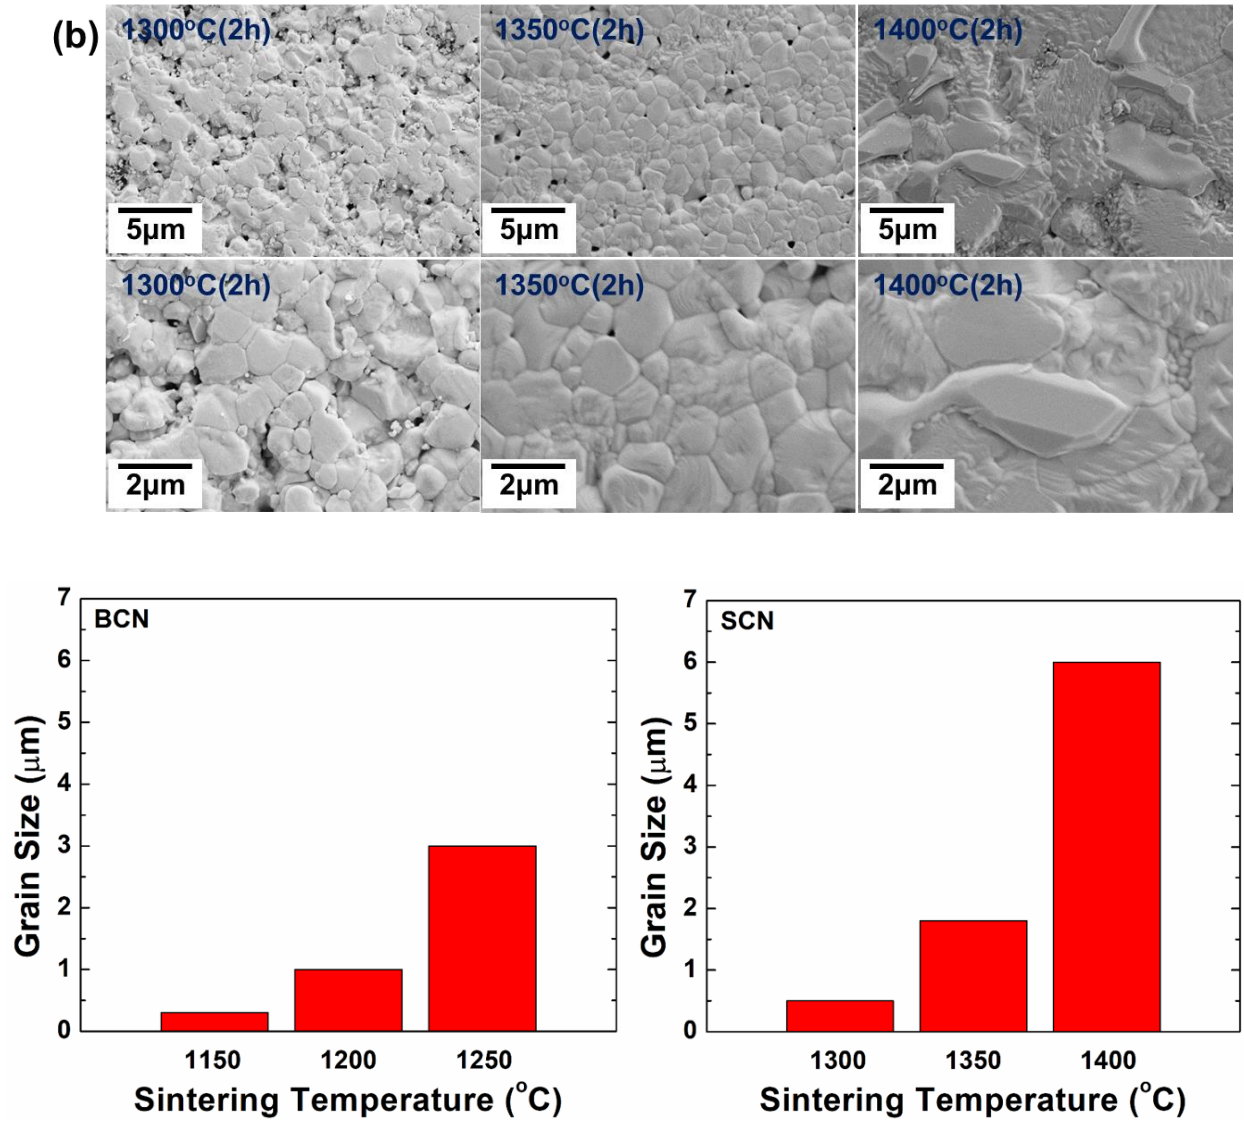 (b)
1300°C(2h)
1350°C(2h)
1400°C(2h)
5μm
5μm
5μm
1300°C(2h)
1350°C(2h)
1400°C(2h)
2μm
2μm
2μm
BCN
7
6
5
4
3
2
1
0
Grain Size (μm)
1150
1200
1250
Sintering Temperature (°C)
SCN
7
6
5
4
3
2
1
0
Grain Size (μm)
1300
1350
1400
Sintering Temperature (°C)